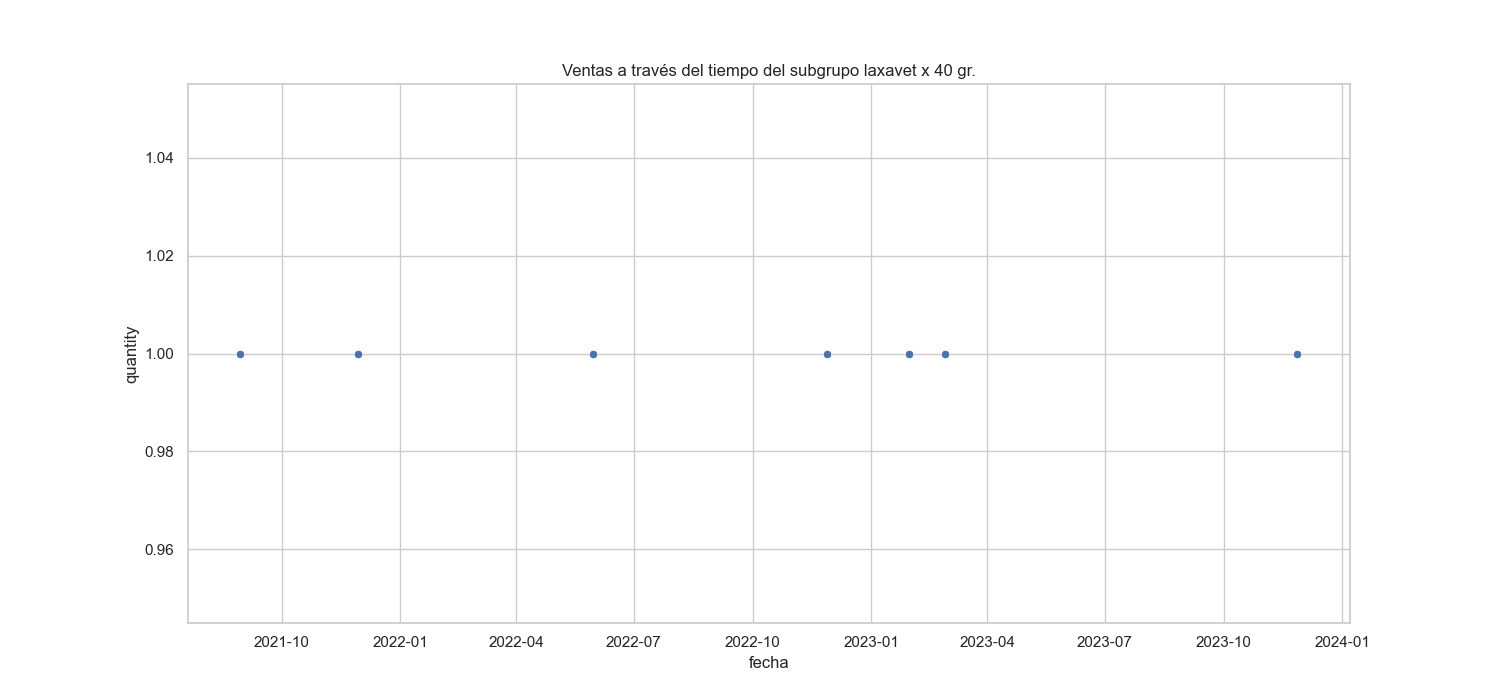 Ventas a través del tiempo del subgrupo laxavet x 40 gr.
1.04
1.02
1.00
0.98
0.96
quantity
2021-10 2022-01 2022-04 2022-07 2022-10 2023-01 2023-04 2023-07 2023-10 2024-01
fecha